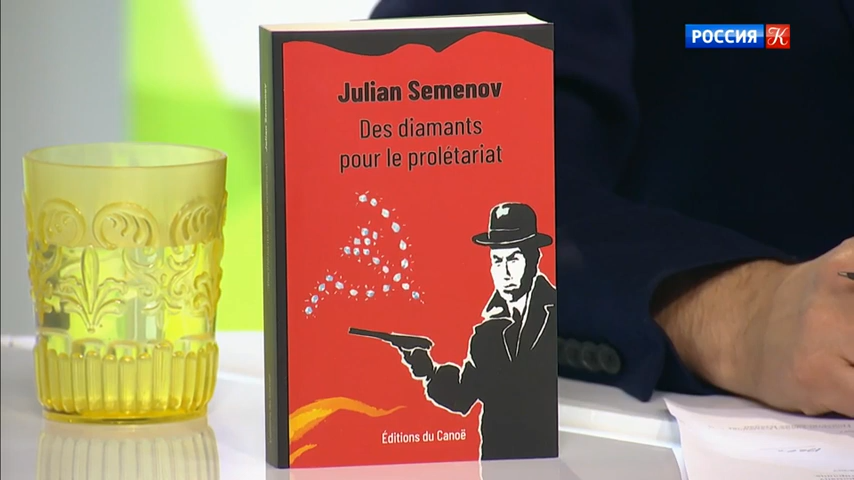 РОССИЯ К
Julian Semenov
Des diamants
pour le prolétariat
Éditions du Canoë